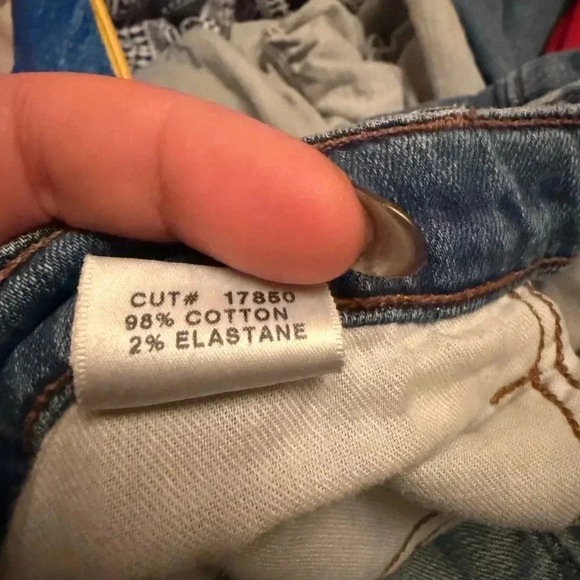 CUT# 17850
98% COTTON
2% ELASTANE